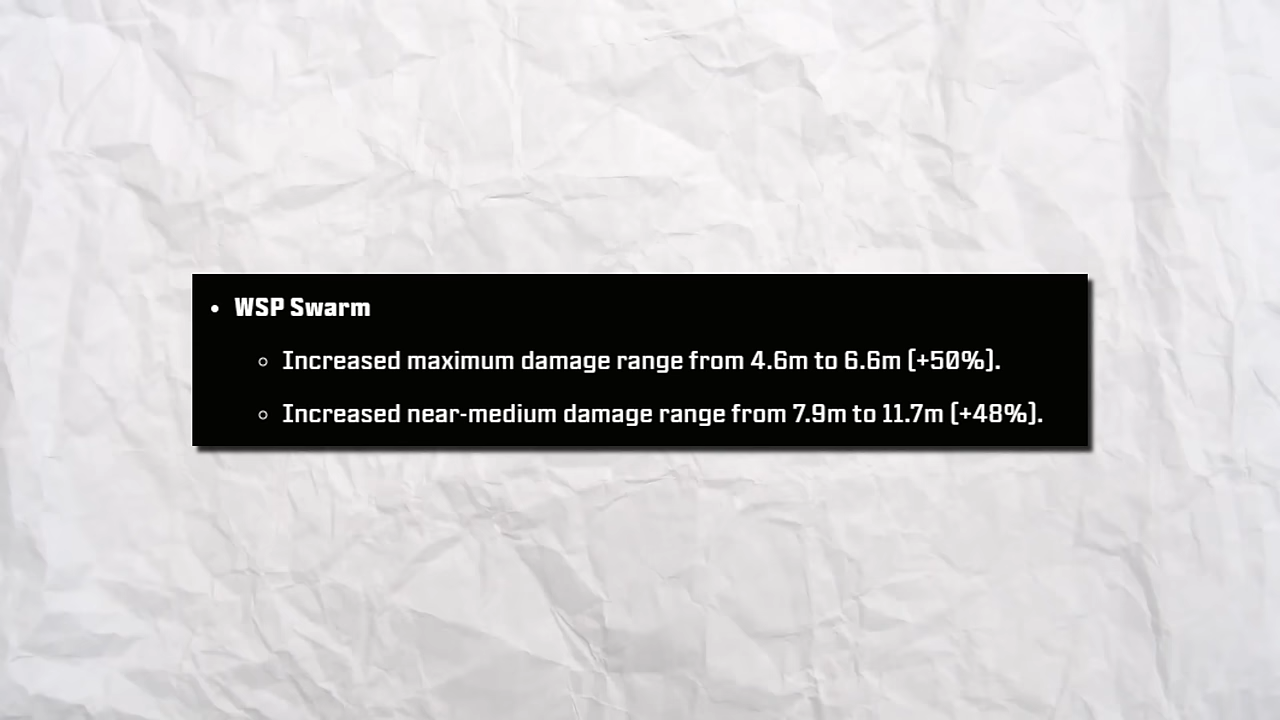 • WSP Swarm
◦ Increased maximum damage range from 4.6m to 6.6m (+50%).
◦ Increased near-medium damage range from 7.9m to 11.7m (+48%).